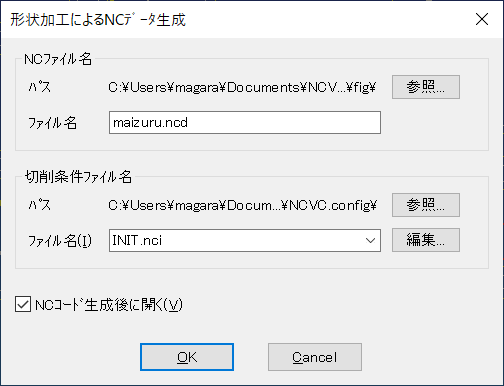 形状加工によるNCﾃﾞｰﾀ生成
NCファイル名
ﾊﾟｽ C:¥Users¥magara¥Documents¥NCV...¥fig¥ 参照...
ファイル名 maizuru.ncd
切削条件ファイル名
ﾊﾟｽ C:¥Users¥magara¥Docum...¥NCVC.config¥ 参照...
ファイル名(I) INIT.nci 編集...
NCｺｰﾄﾞ生成後に開く(V)
OK Cancel